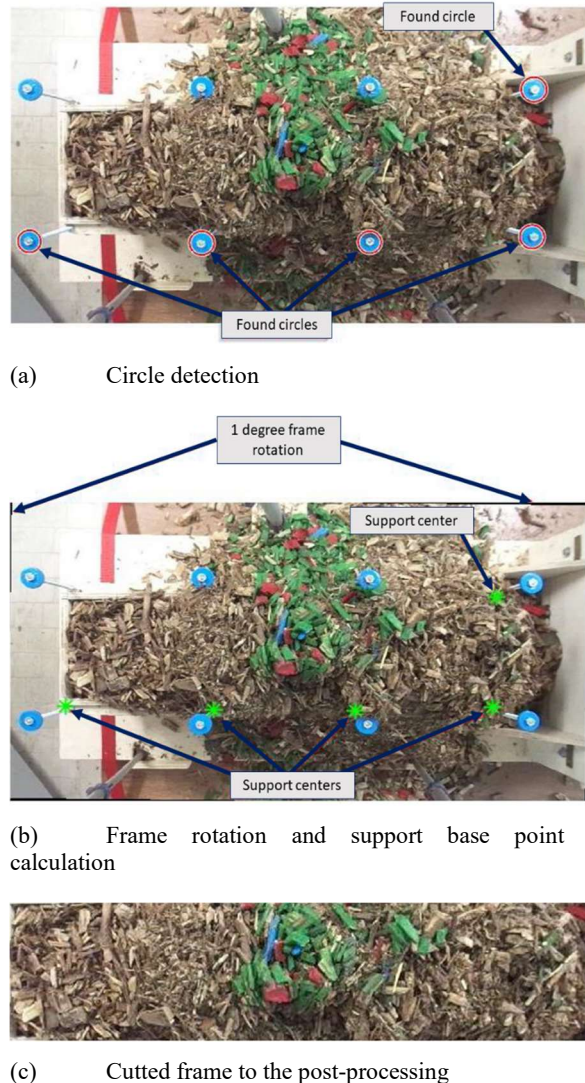 Found circle
Found circles
(a) Circle detection
1 degree frame
rotation
Support center
Support centers
(b) Frame rotation and support base point
calculation
(c) Cutted frame to the post-processing